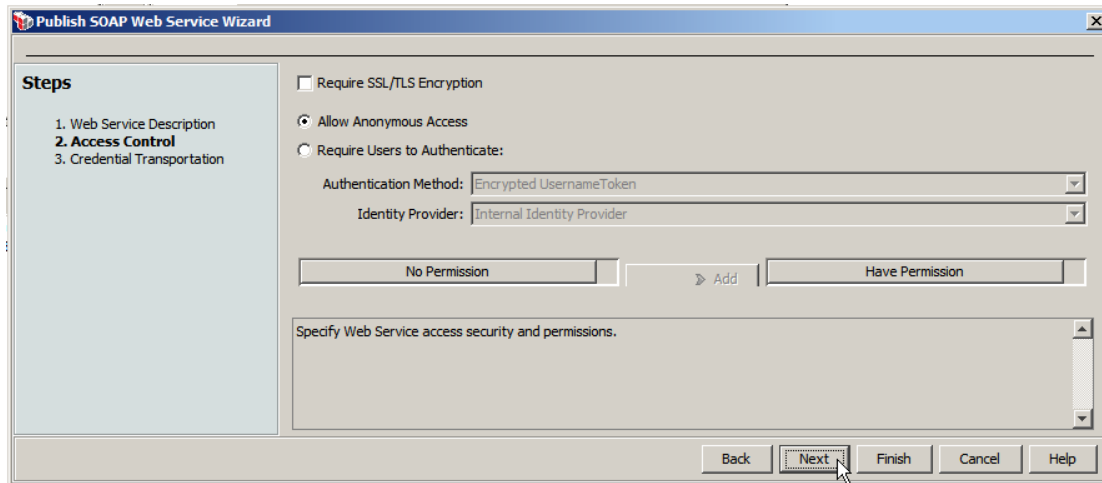 Publish SOAP Web Service Wizard
Steps
1. Web Service Description
2. Access Control
3. Credential Transportation
Require SSL/TLS Encryption
Allow Anonymous Access
Require Users to Authenticate:
Authentication Method: Encrypted UsernameToken
Identity Provider: Internal Identity Provider
No Permission Add Have Permission
Specify Web Service access security and permissions.
Back Next Finish Cancel Help